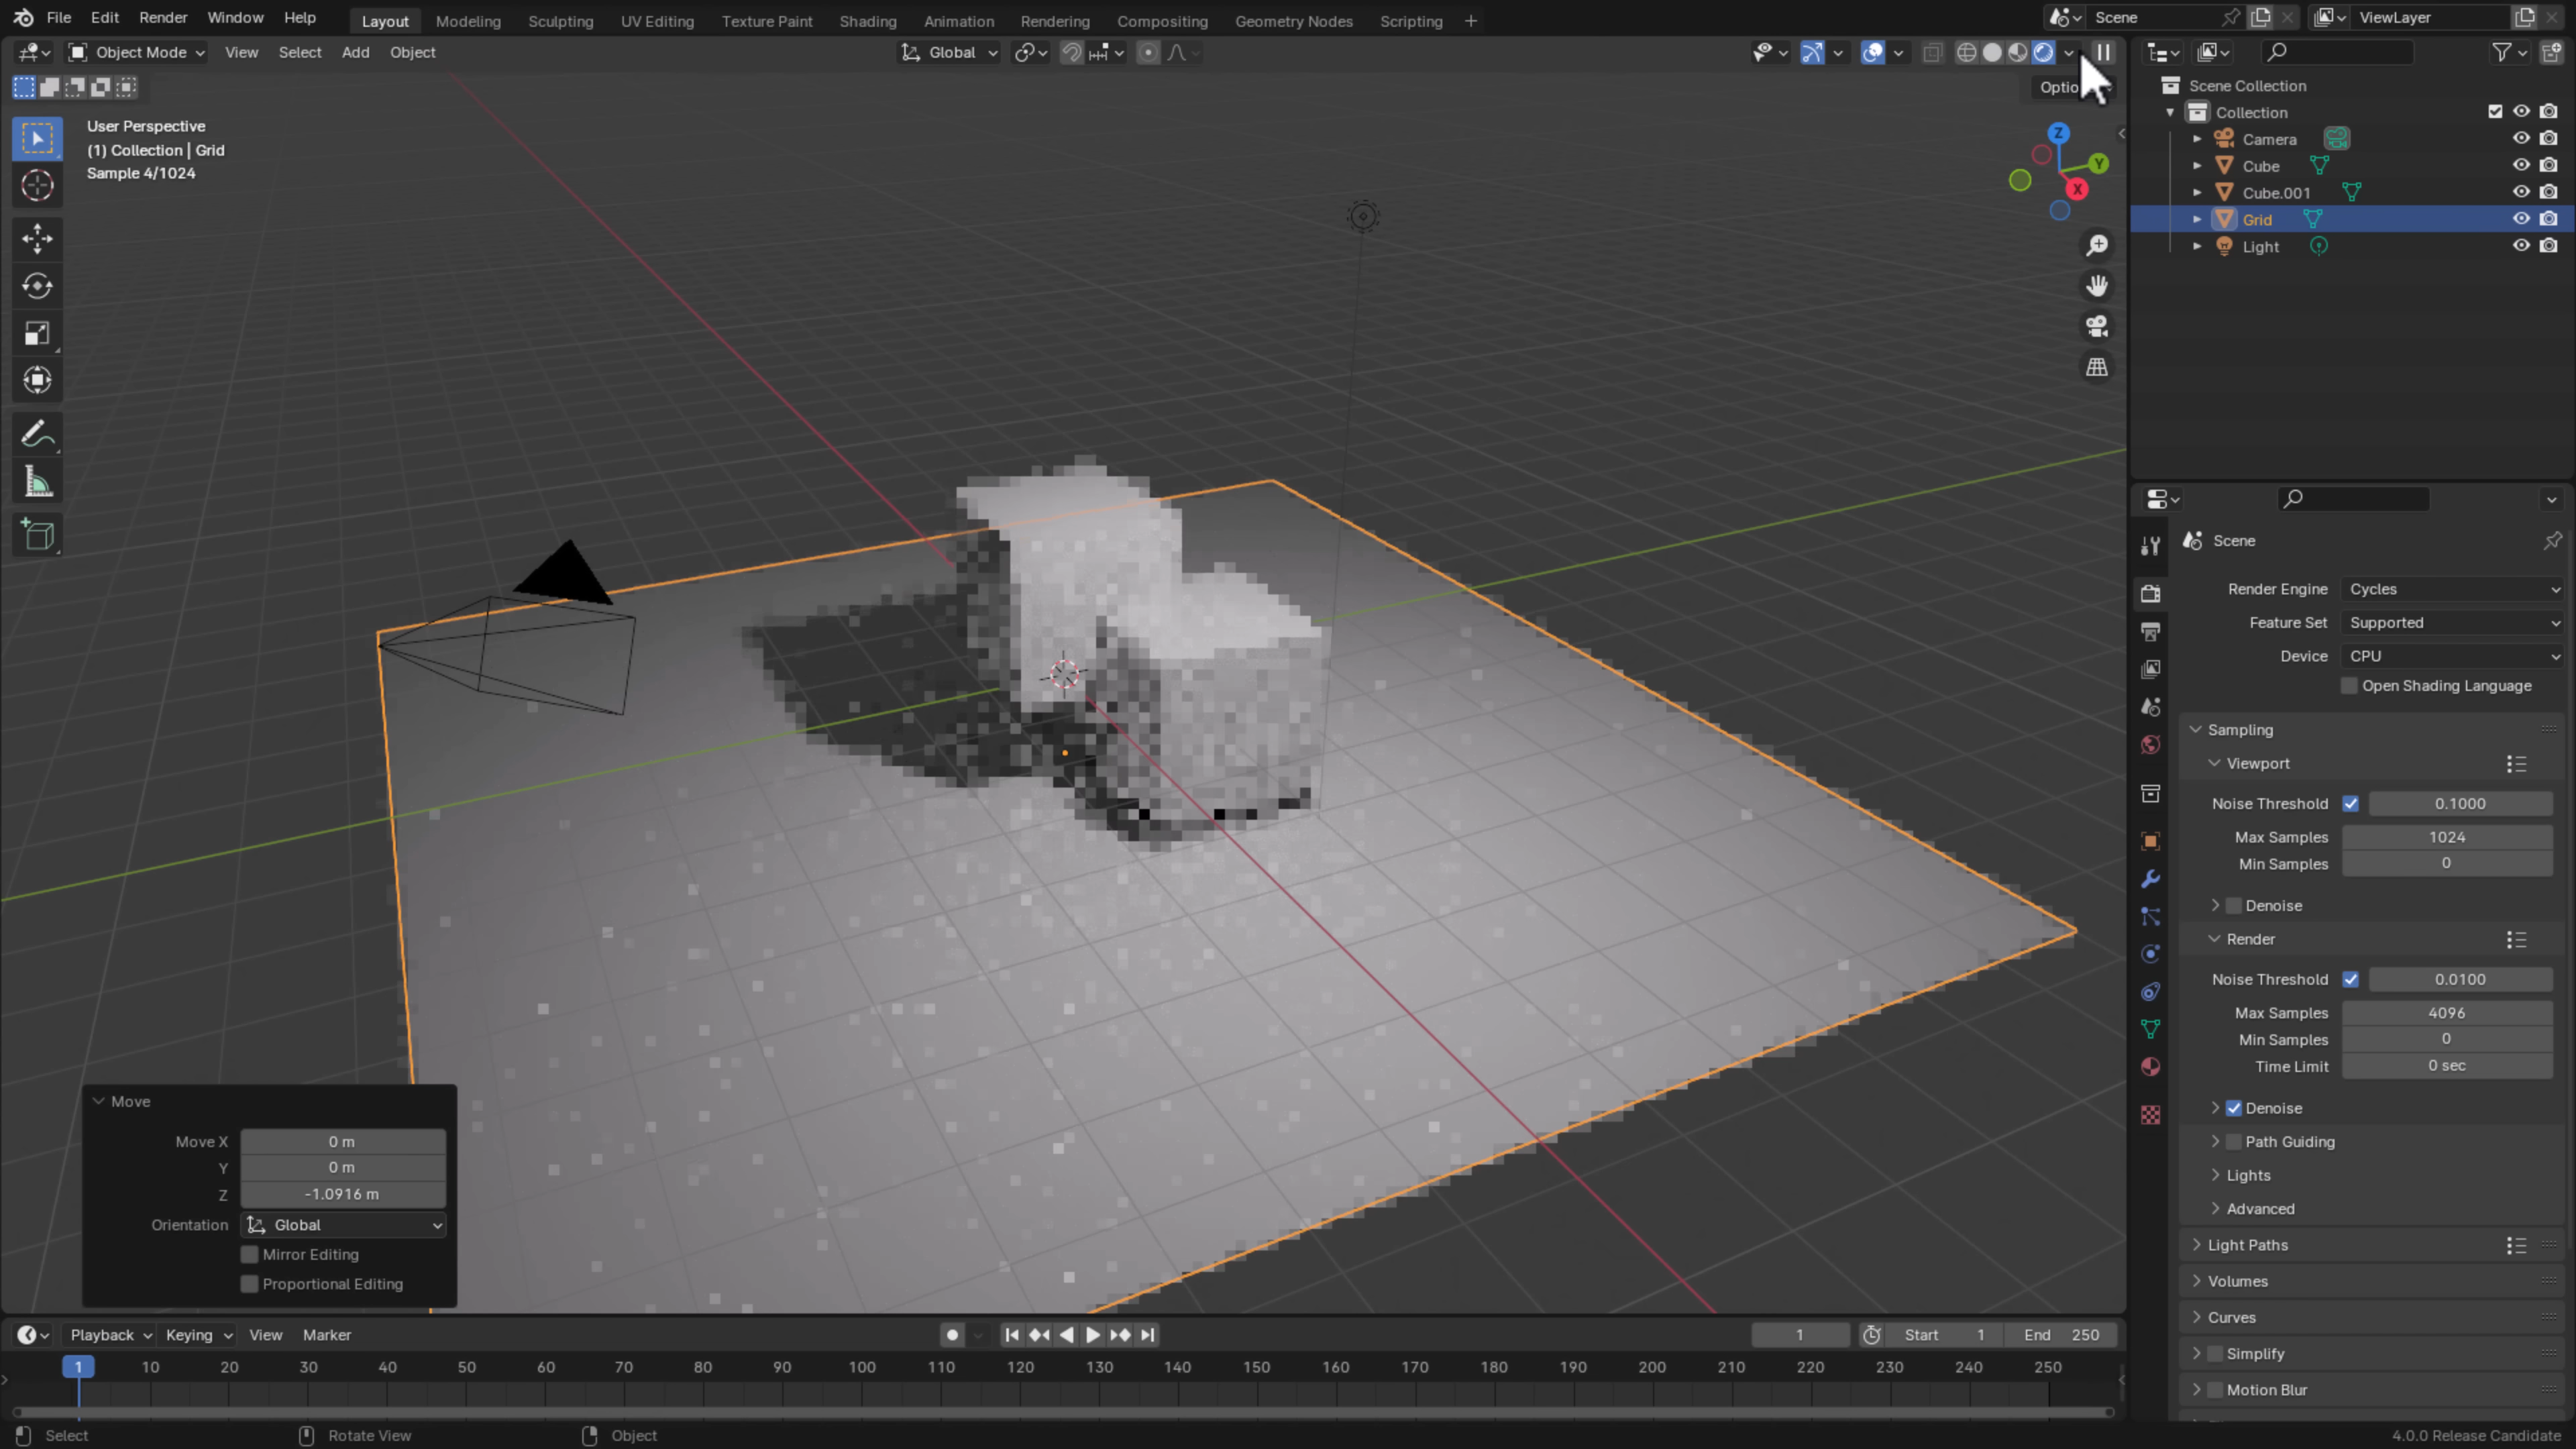 File Edit Render Window Help Layout Modeling Sculpting UV Editing Texture Paint Shading Animation Rendering Compositing Geometry Nodes Scripting + Scene ViewLayer
Object Mode View Select Add Object Global
User Perspective
(1) Collection | Grid
Sample 4/1024
Z
Y
X
Scene Collection
Collection
Camera
Cube
Cube.001
Grid
Light
Scene
Render Engine Cycles
Feature Set Supported
Device CPU
Open Shading Language
Sampling
Viewport
Noise Threshold 0.1000
Max Samples 1024
Min Samples 0
Denoise
Render
Noise Threshold 0.0100
Max Samples 4096
Min Samples 0
Time Limit 0 sec
Denoise
Path Guiding
Lights
Advanced
Light Paths
Volumes
Curves
Simplify
Motion Blur
Move
Move X 0 m
Y 0 m
Z -1.0916 m
Orientation Global
Mirror Editing
Proportional Editing
Playback Keying View Marker 1 Start 1 End 250
1 10 20 30 40 50 60 70 80 90 100 110 120 130 140 150 160 170 180 190 200 210 220 230 240 250
Select Rotate View Object 4.0.0 Release Candidate